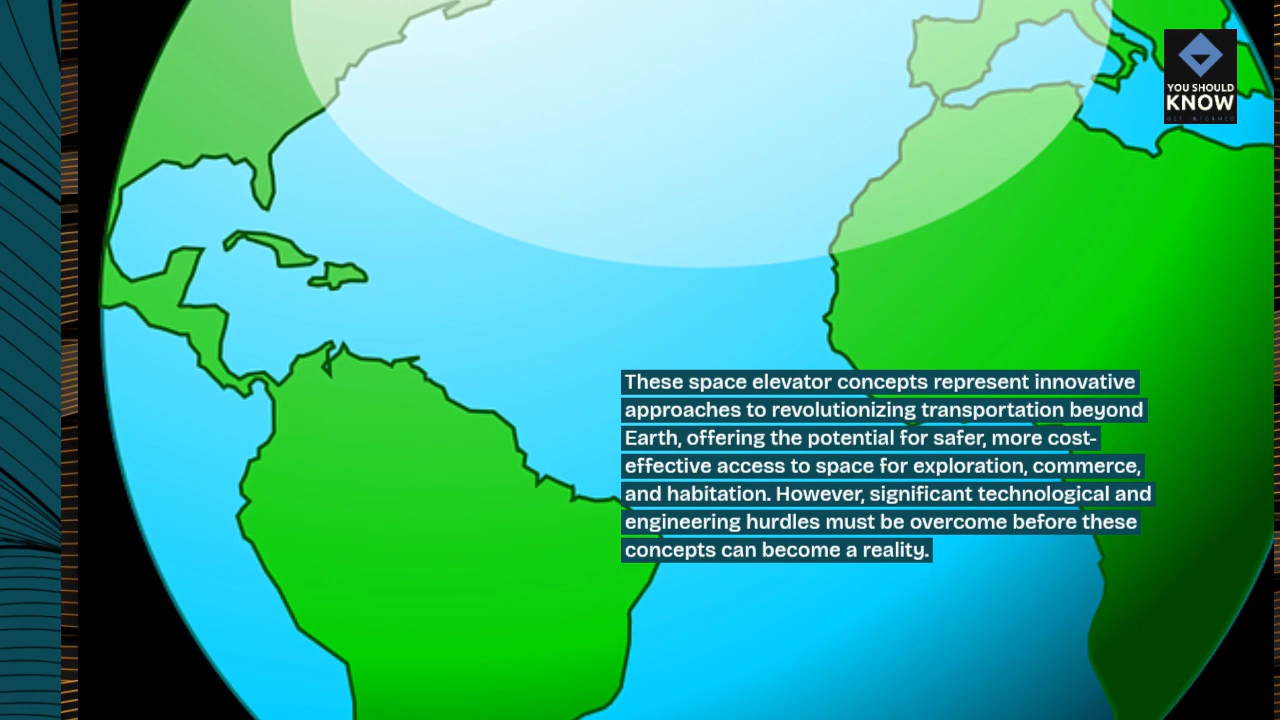 YOU SHOULD
KNOW
GET INFORMED
These space elevator concepts represent innovative
approaches to revolutionizing transportation beyond
Earth, offering the potential for safer, more cost-
effective access to space for exploration, commerce,
and habitation. However, significant technological and
engineering hurdles must be overcome before these
concepts can become a reality.